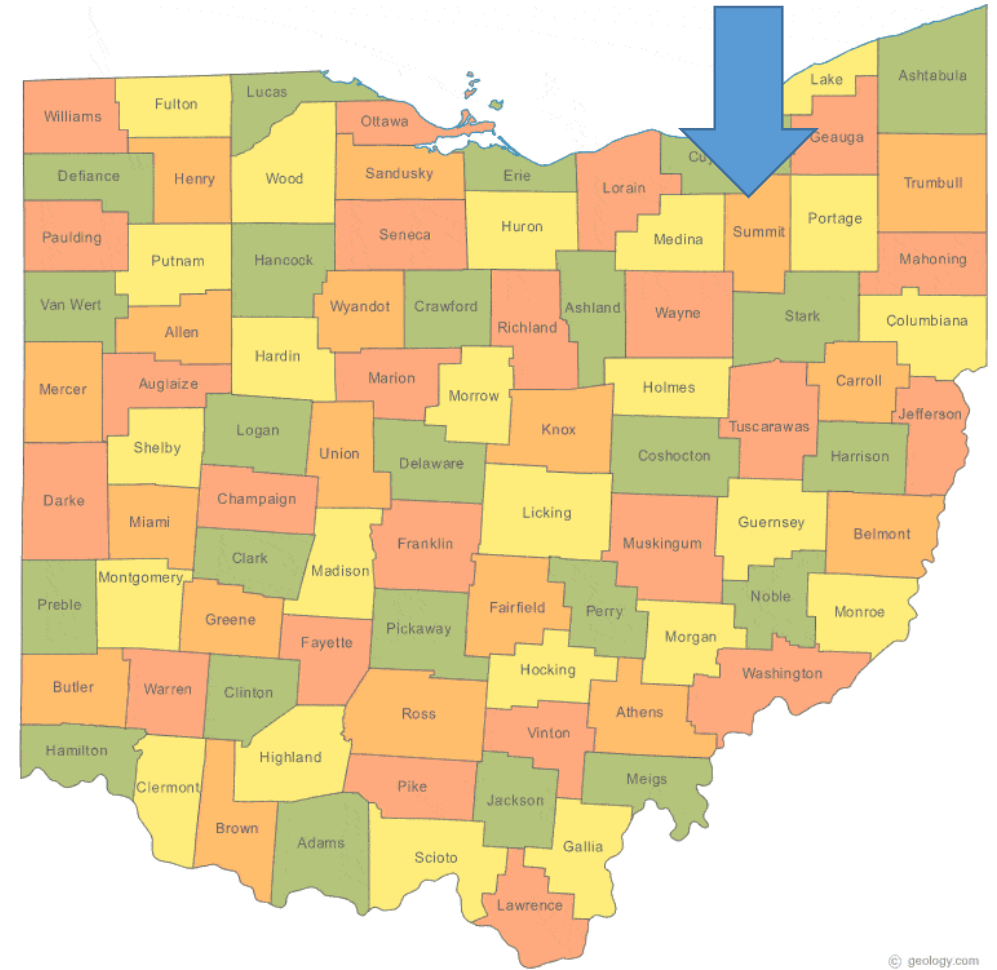 Ashtabula
Lake
Lucas
Fulton
Williams
Ottawa
Geauga
Cu
Sandusky
Erie
Defiance
Henry
Wood
Trumbull
Lorain
Portage
Huron
Summit
Seneca
Medina
Paulding
Mahoning
Putnam
Hancock
Van Wert
Wyandot
Crawford
Ashland
Wayne
Stark
Columbiana
Richland
Allen
Hardin
Marion
Carroll
Auglaize
Mercer
Holmes
Morrow
Jefferson
Tuscarawas
Knox
Logan
Shelby
Union
Coshocton
Harrison
Delaware
Champaign
Darke
Licking
Miami
Guernsey
Belmont
Franklin
Muskingum
Clark
Madison
Montgomery
Noble
Preble
Fairfield
Perry
Monroe
Greene
Pickaway
Morgan
Fayette
Hocking
Washington
Butler
Warren
Clinton
Ross
Athens
Vinton
Hamilton
Highland
Meigs
Pike
Clermont
Jackson
Brown
Adams
Gallia
Scioto
Lawrence
© geology.com